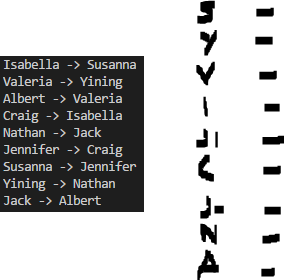 Isabella -> Susanna
Valeria -> Yining
Albert -> Valeria
Craig -> Isabella
Nathan -> Jack
Jennifer -> Craig
Susanna -> Jennifer
Yining -> Nathan
Jack -> Albert
S -
Y -
V -
I -
J
C -
J
N -
A -